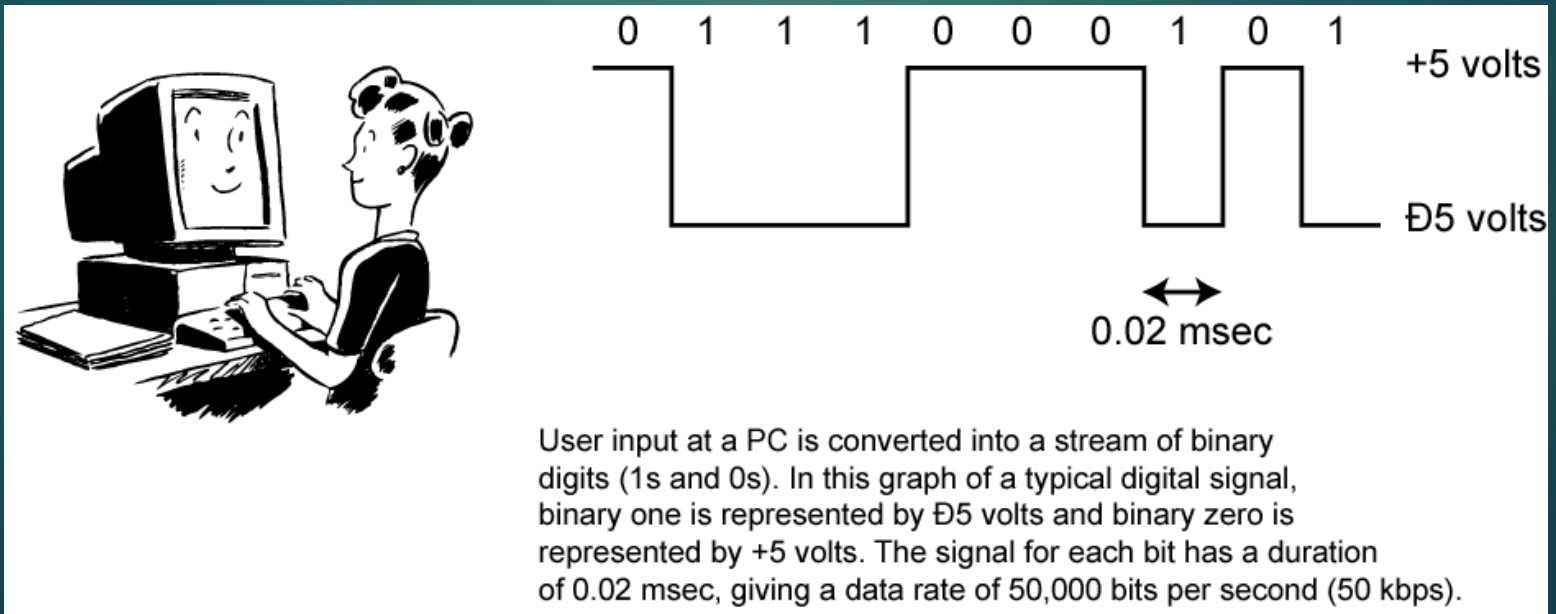 0 1 1 1 0 0 0 1 0 1
+5 volts
Ð5 volts
0.02 msec
User input at a PC is converted into a stream of binary
digits (1s and 0s). In this graph of a typical digital signal,
binary one is represented by Ð5 volts and binary zero is
represented by +5 volts. The signal for each bit has a duration
of 0.02 msec, giving a data rate of 50,000 bits per second (50 kbps).